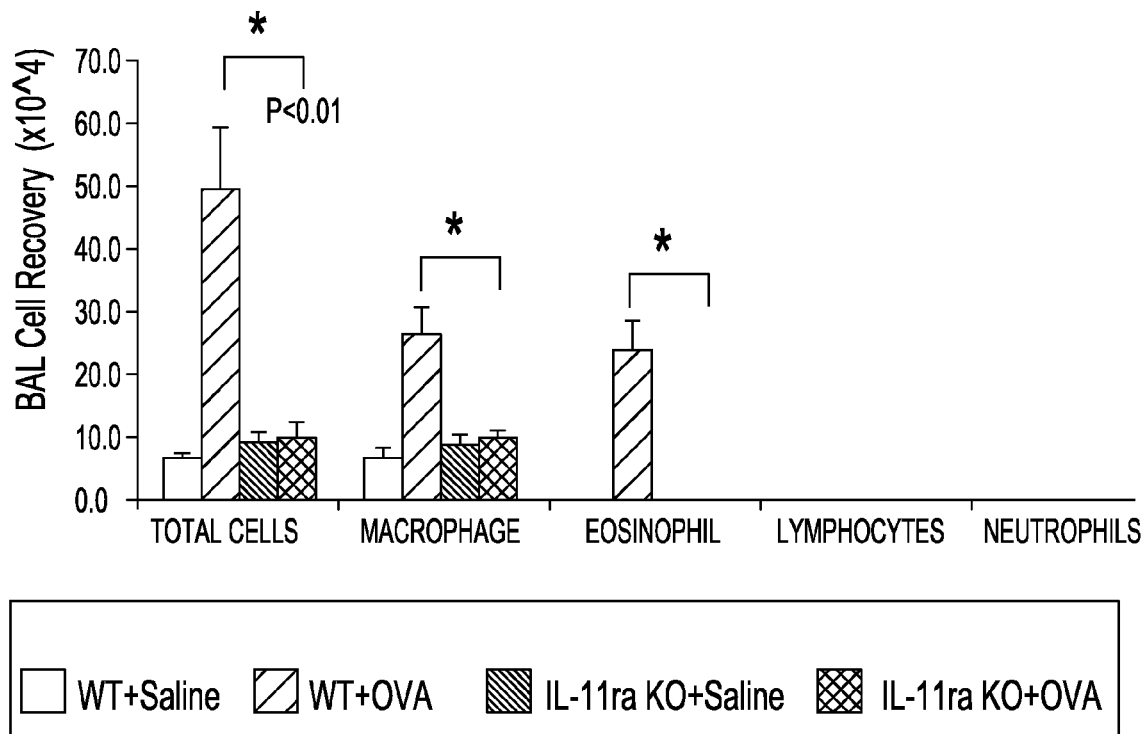 BAL Cell Recovery (x10^4)
70.0
60.0
50.0
40.0
30.0
20.0
10.0
0.0
*
P<0.01
*
*
TOTAL CELLS MACROPHAGE EOSINOPHIL LYMPHOCYTES NEUTROPHILS
WT+Saline WT+OVA IL-11ra KO+Saline IL-11ra KO+OVA